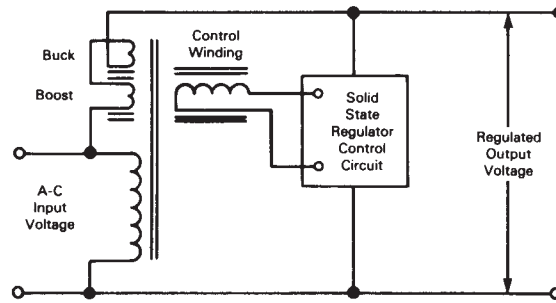 Buck
Boost
Control
Winding
Solid
State
Regulator
Control
Circuit
Regulated
Output
Voltage
A-C
Input
Voltage